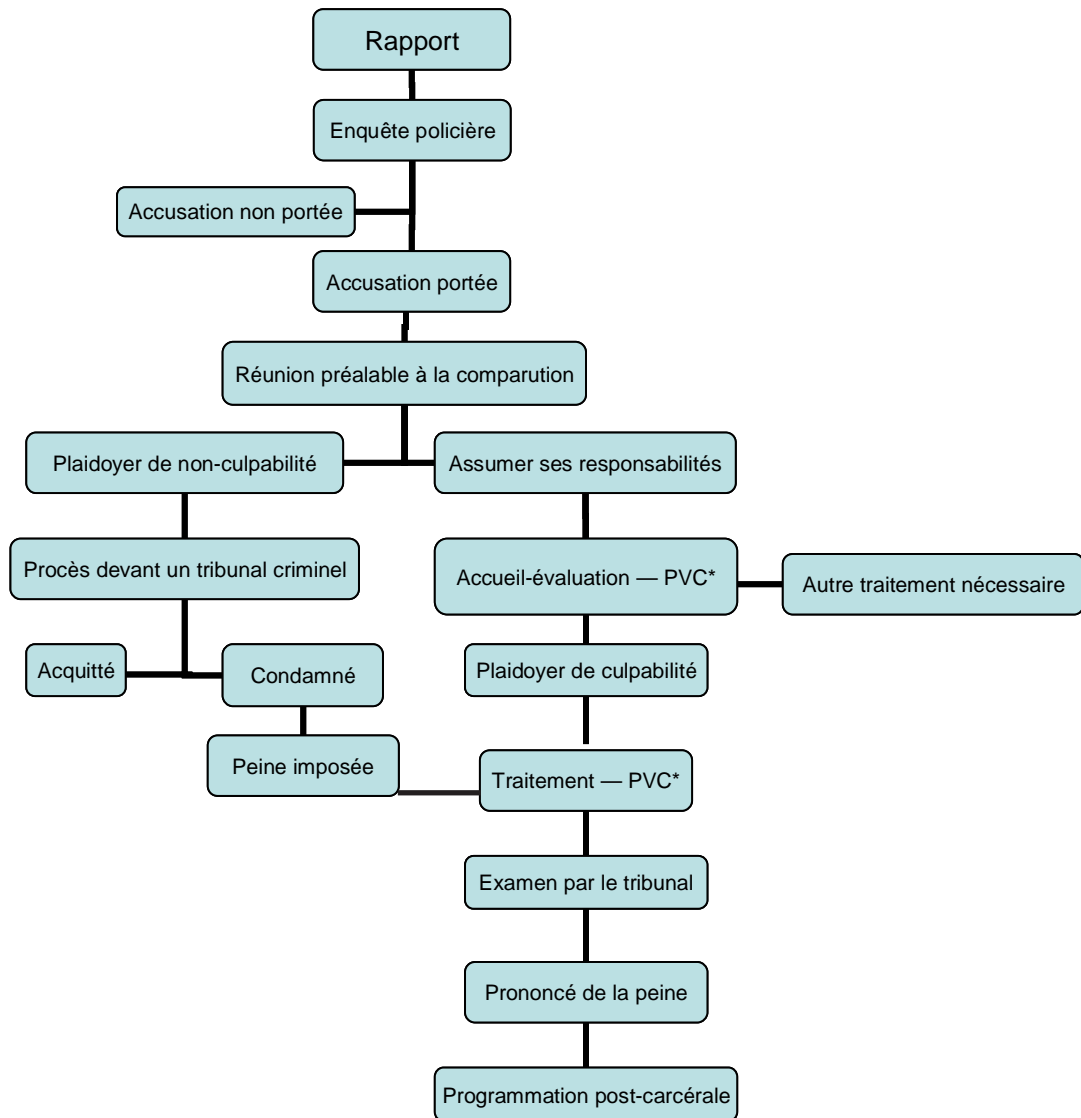 Rapport
Enquête policière
Accusation non portée
Accusation portée
Réunion préalable à la comparution
Plaidoyer de non-culpabilité
Assumer ses responsabilités
Procès devant un tribunal criminel
Accueil-évaluation — PVC*
Autre traitement nécessaire
Acquitté
Condamné
Plaidoyer de culpabilité
Peine imposée
Traitement — PVC*
Examen par le tribunal
Prononcé de la peine
Programmation post-carcérale